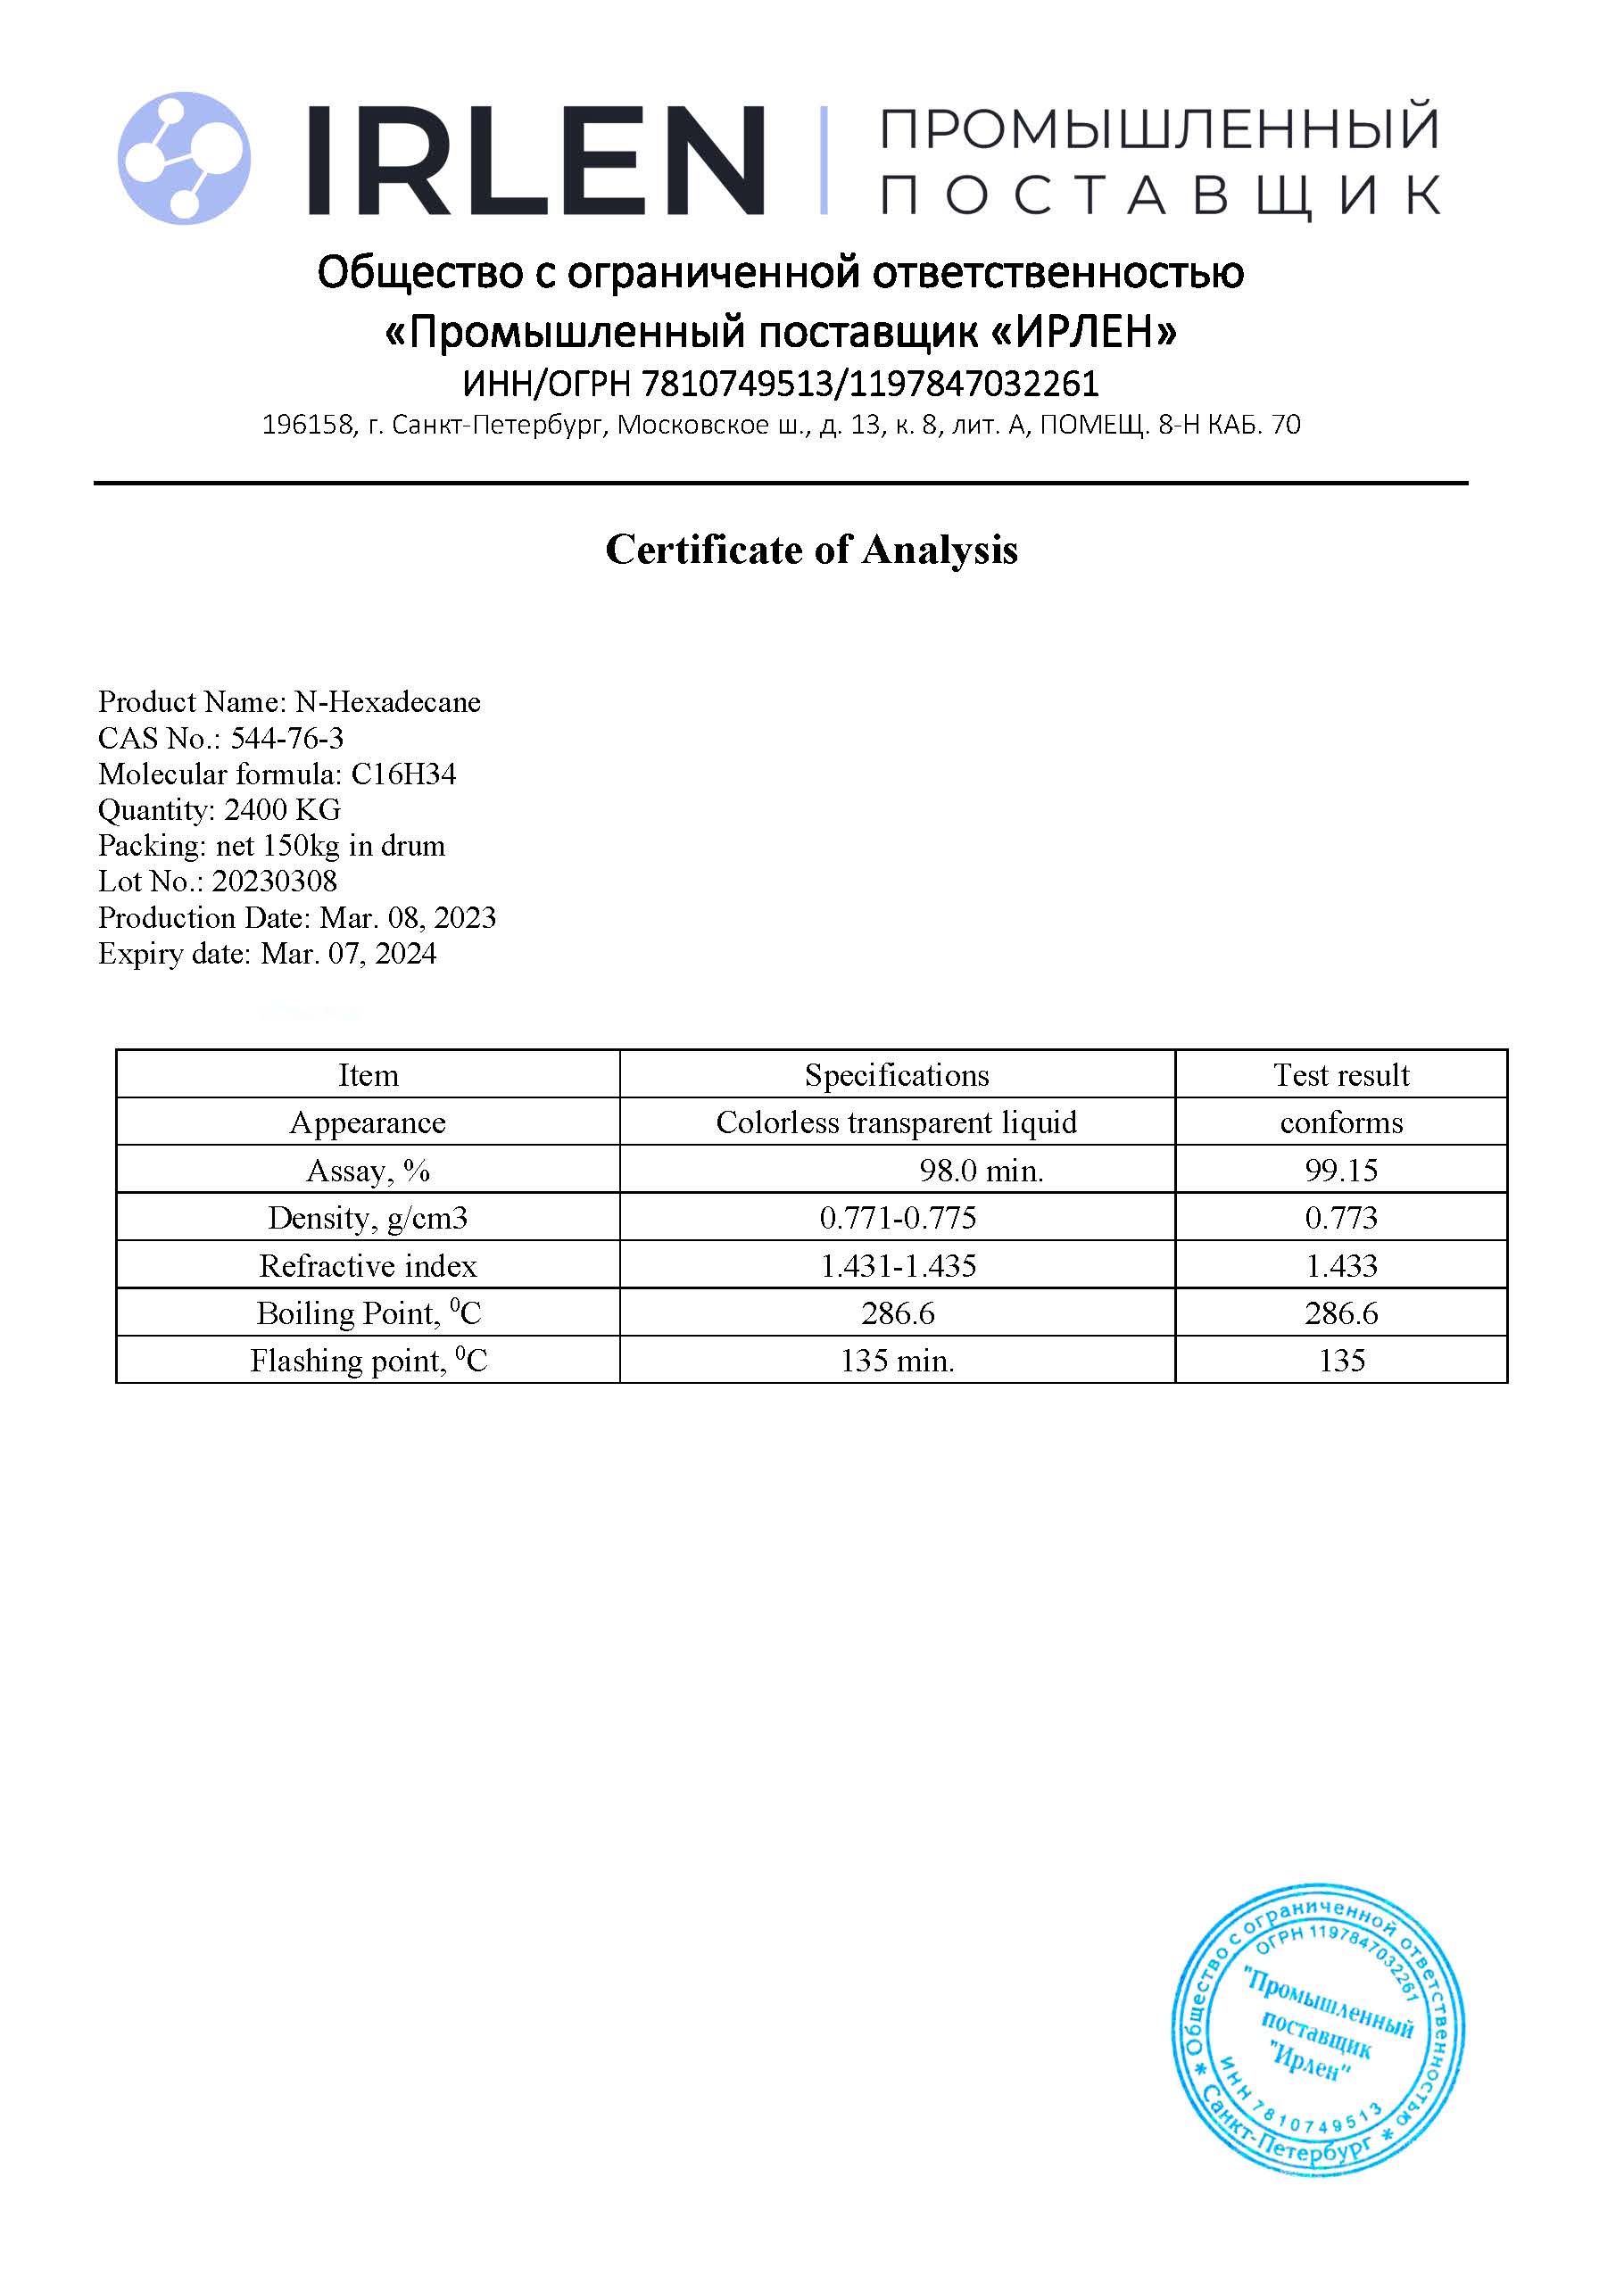 IRLEN
ПРОМЫШЛЕННЫЙ
ПОСТАВЩИК
Общество с ограниченной ответственностью
«Промышленный поставщик «ИРЛЕН»
ИНН/ОГРН 7810749513/1197847032261
196158, г. Санкт-Петербург, Московское ш., д. 13, к. 8, лит. А, ПОМЕЩ. 8-Н КАБ. 70
Certificate of Analysis
Product Name: N-Hexadecane
CAS No.: 544-76-3
Molecular formula: C16H34
Quantity: 2400 KG
Packing: net 150kg in drum
Lot No.: 20230308
Production Date: Mar. 08, 2023
Expiry date: Mar. 07, 2024
Item Specifications Test result
Appearance Colorless transparent liquid conforms
Assay, % 98.0 min. 99.15
Density, g/cm3 0.771-0.775 0.773
Refractive index 1.431-1.435 1.433
Boiling Point, ⁰C 286.6 286.6
Flashing point, ⁰C 135 min. 135
Общество с ограниченной ответственностью
ОГРН 1197847032261
"Промышленный
поставщик
"Ирлен"
ИНН 7810749513
* Санкт-Петербург *